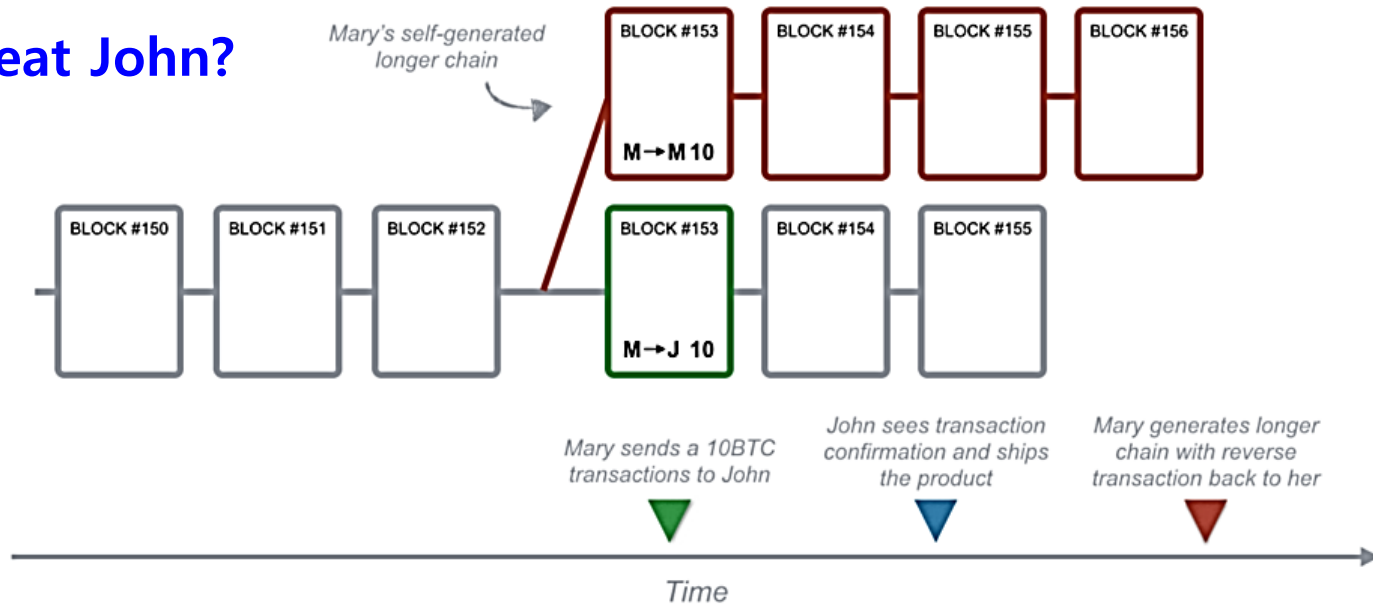 eat John?
Mary's self-generated
longer chain
BLOCK #153
BLOCK #154
BLOCK #155
BLOCK #156
M→M 10
BLOCK #150
BLOCK #151
BLOCK #152
BLOCK #153
BLOCK #154
BLOCK #155
M→J 10
Mary sends a 10BTC
transactions to John
John sees transaction
confirmation and ships
the product
Mary generates longer
chain with reverse
transaction back to her
Time